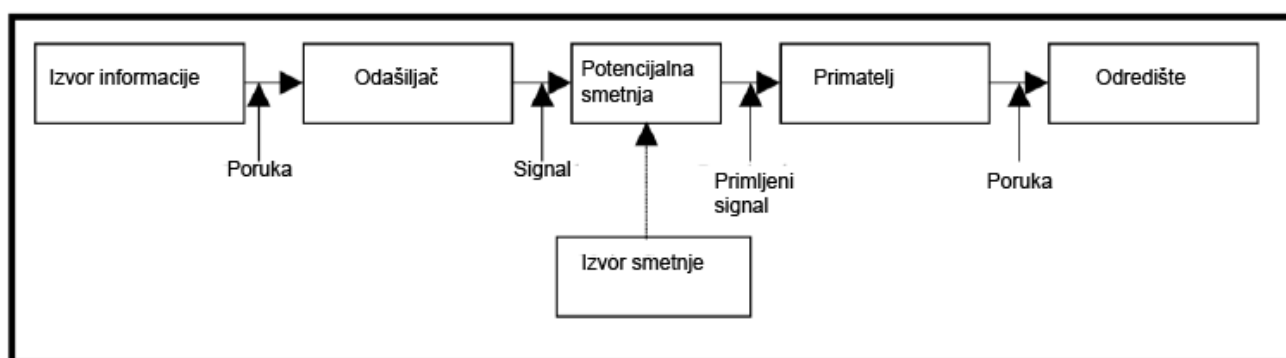 Izvor informacije
Odašiljač
Potencijalna
smetnja
Primatelj
Odredište
Poruka
Signal
Primljeni
signal
Poruka
Izvor smetnje